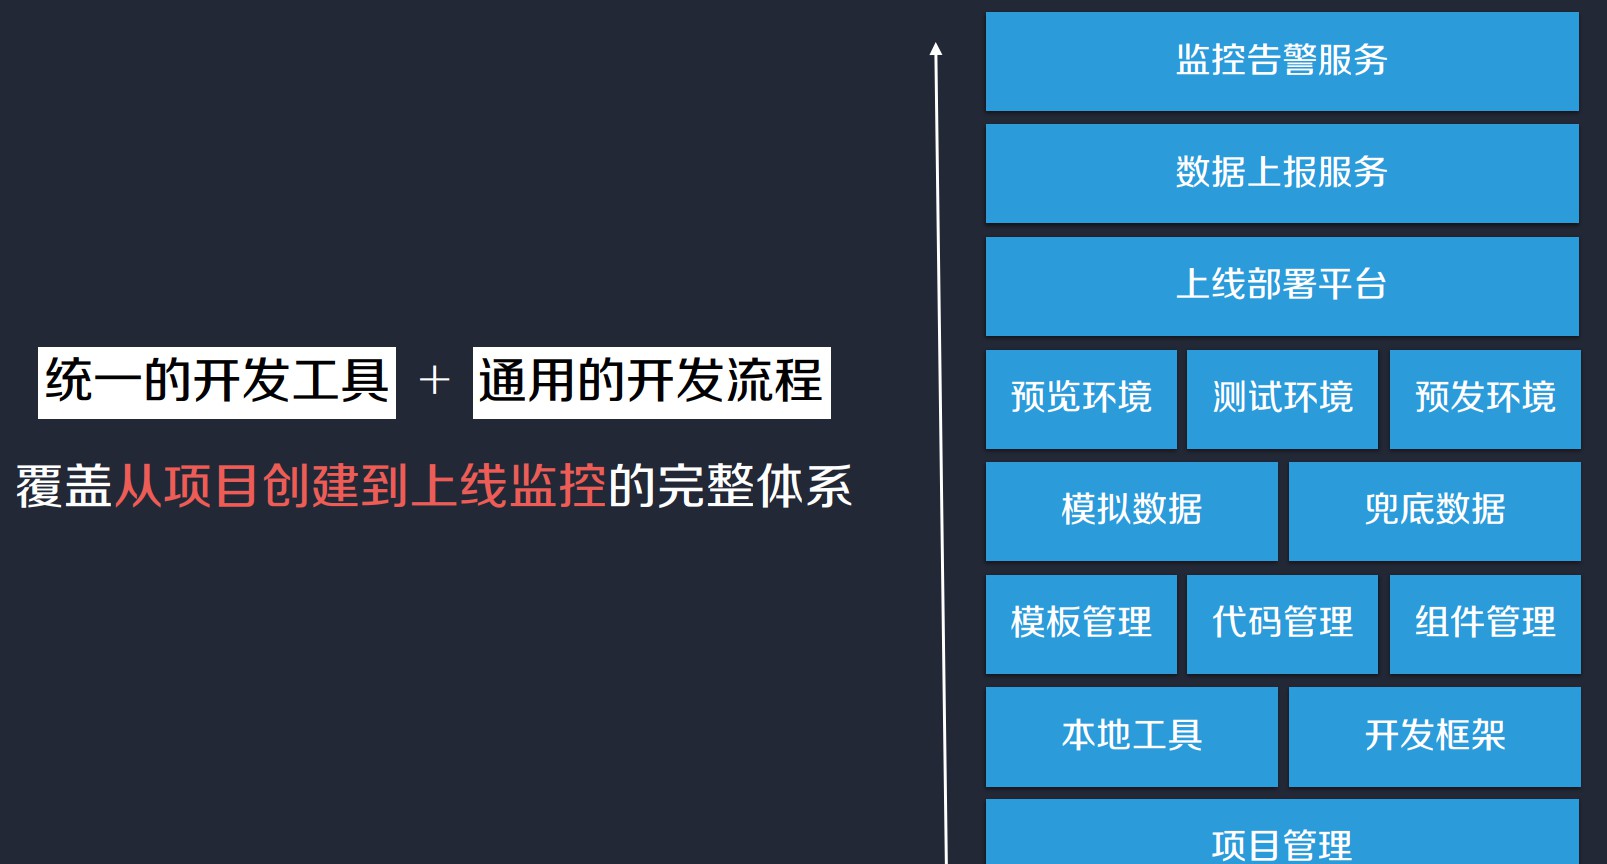 统一的开发工具 + 通用的开发流程
覆盖从项目创建到上线监控的完整体系
监控告警服务
数据上报服务
上线部署平台
预览环境 测试环境 预发环境
模拟数据 兜底数据
模板管理 代码管理 组件管理
本地工具 开发框架
项目管理